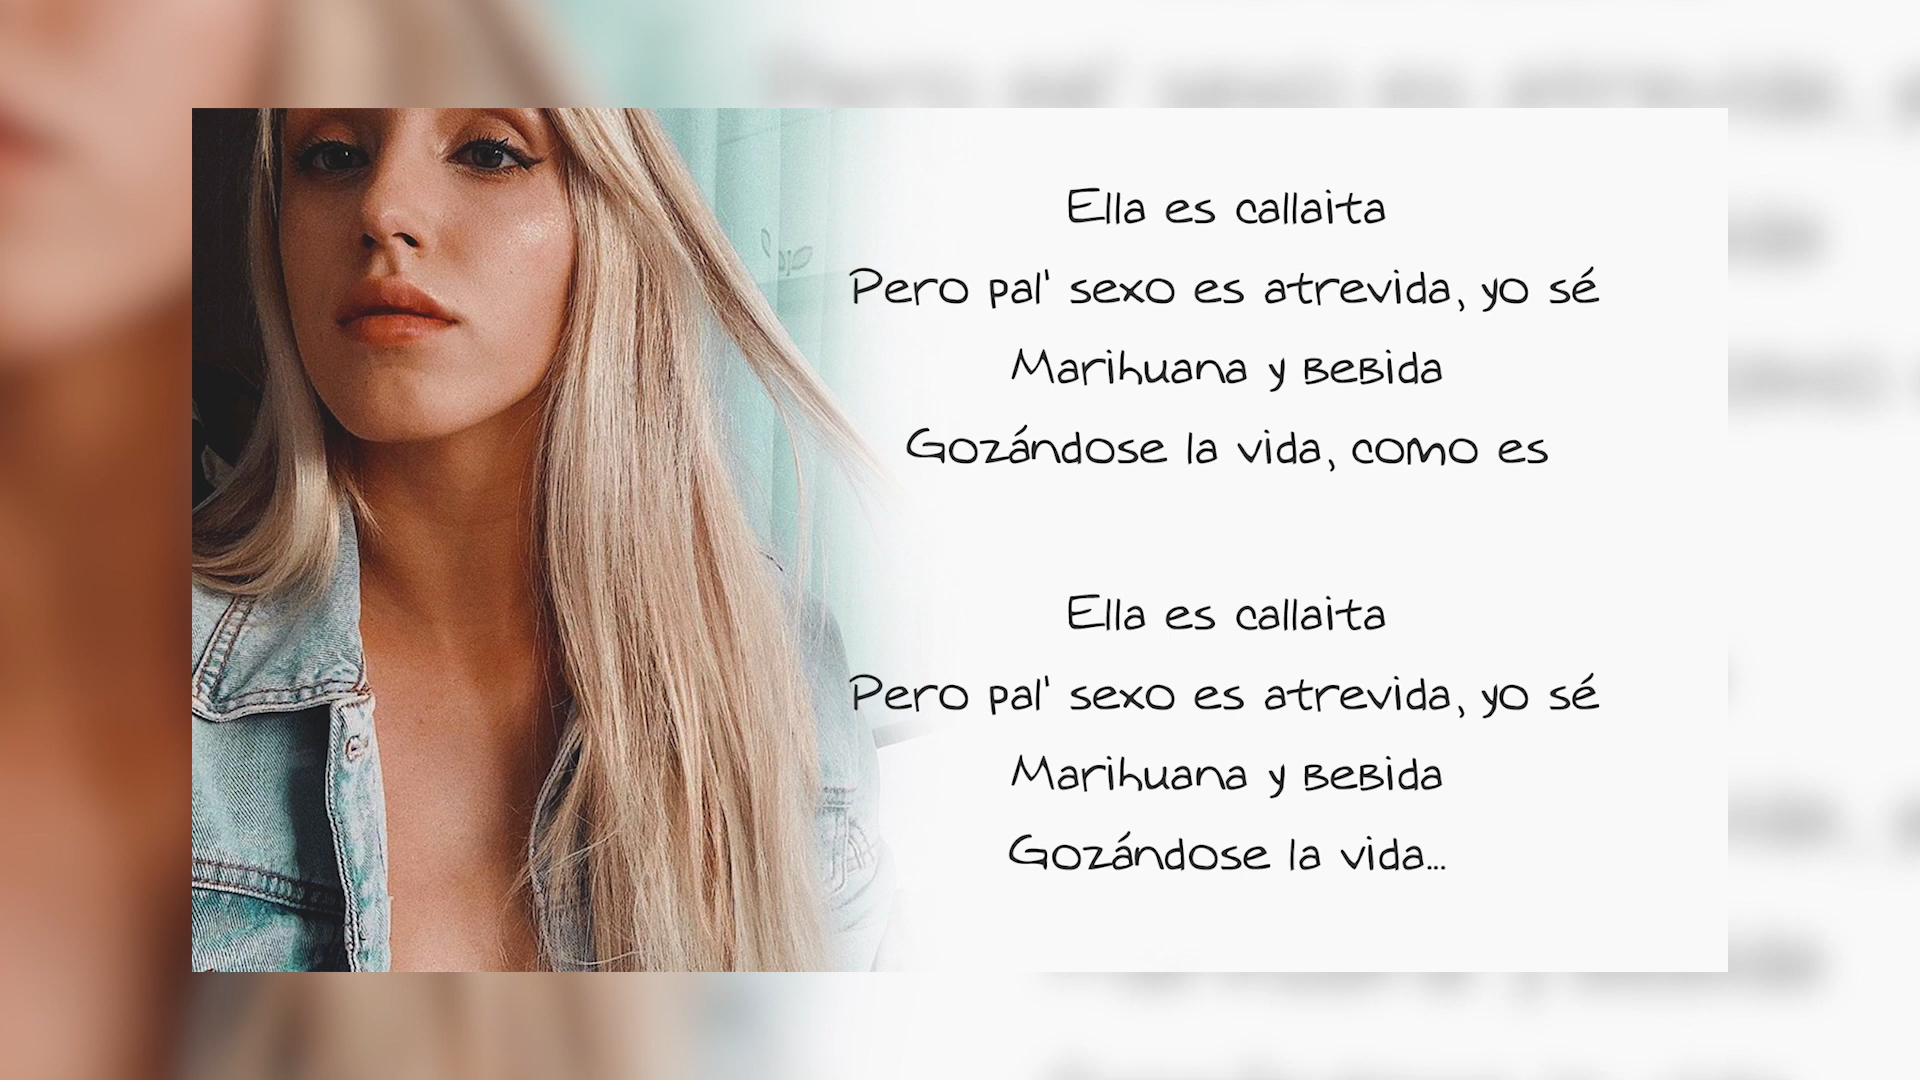 Ella es callaita
Pero pal' sexo es atrevida, yo sé
Marihuana y Bebida
Gozándose la vida, como es
Ella es callaita
Pero pal' sexo es atrevida, yo sé
Marihuana y Bebida
Gozándose la vida...